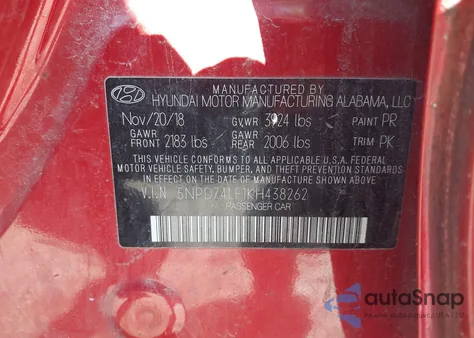 MANUFACTURED BY
HYUNDAI MOTOR MANUFACTURING ALABAMA, LLC
Nov/20/18 GVWR 3924 lbs PAINT PR
GAWR FRONT 2183 lbs GAWR REAR 2006 lbs TRIM PK
THIS VEHICLE CONFORMS TO ALL APPLICABLE U.S.A. FEDERAL
MOTOR VEHICLE SAFETY, BUMPER, AND THEFT PREVENTION STANDARDS
IN EFFECT ON THE DATE OF MANUFACTURE SHOWN ABOVE.
V.I.N 5NPD74LF1KH438262
PASSENGER CAR
autaSnap